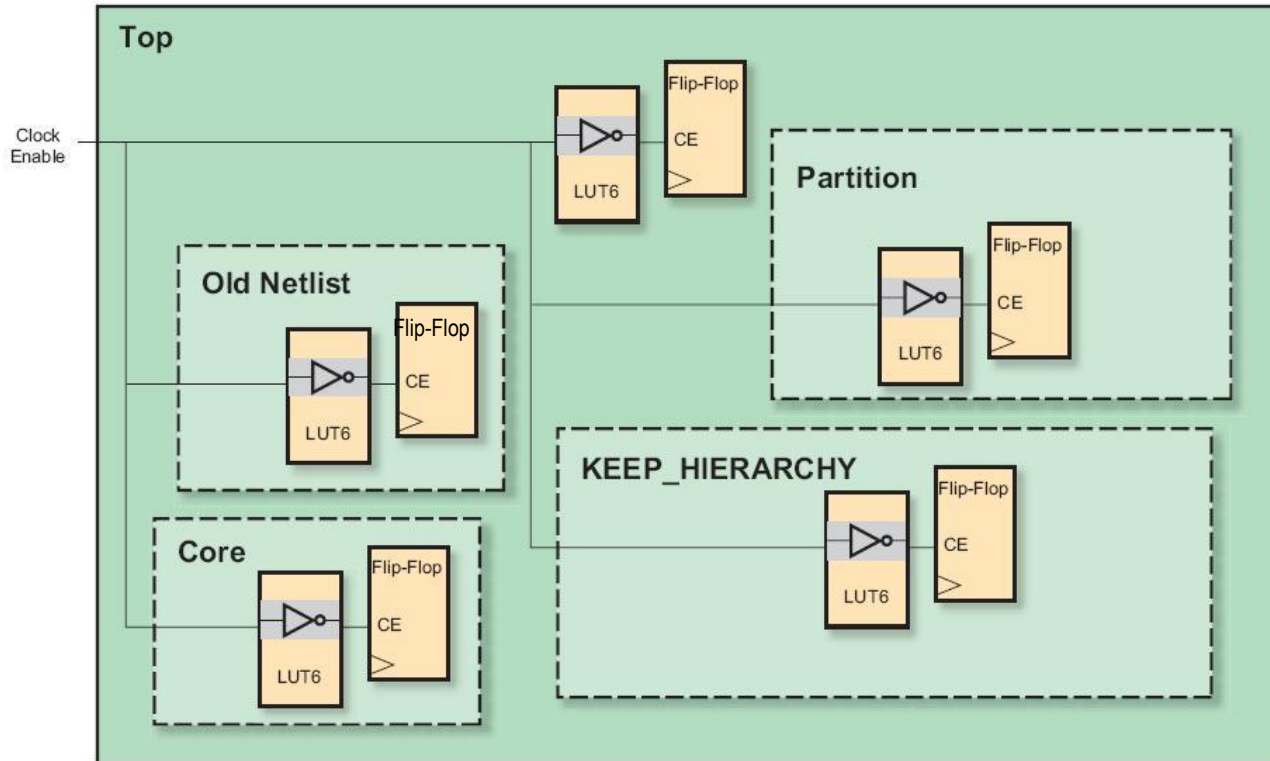 Top
Clock
Enable
Flip-Flop
CE
LUT6
Partition
Flip-Flop
CE
LUT6
Old Netlist
Flip-Flop
CE
LUT6
KEEP_HIERARCHY
Flip-Flop
CE
LUT6
Core
Flip-Flop
CE
LUT6